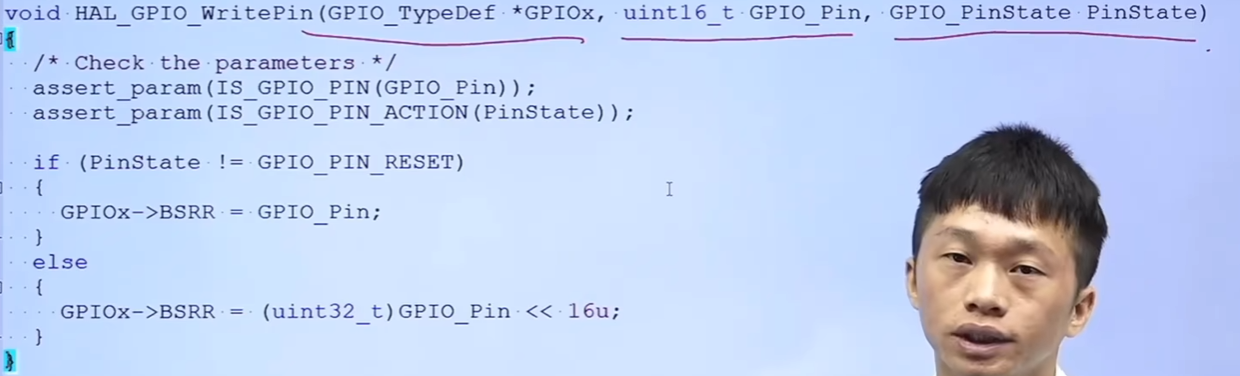 void HAL_GPIO_WritePin(GPIO_TypeDef *GPIOx, uint16_t GPIO_Pin, GPIO_PinState PinState)
{
/* Check the parameters */
assert_param(IS_GPIO_PIN(GPIO_Pin));
assert_param(IS_GPIO_PIN_ACTION(PinState));
if (PinState != GPIO_PIN_RESET)
{
GPIOx->BSRR = GPIO_Pin;
}
else
{
GPIOx->BSRR = (uint32_t)GPIO_Pin << 16u;
}
}